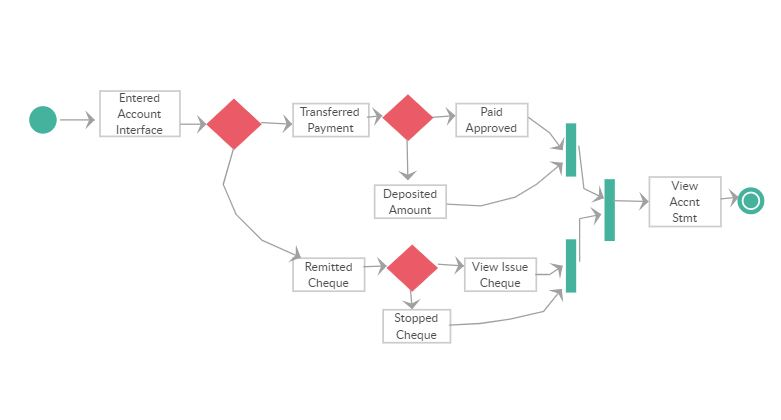 Entered
Account
Interface
Transferred
Payment
Paid
Approved
Deposited
Amount
View
Accnt
Stmt
Remitted
Cheque
View Issue
Cheque
Stopped
Cheque